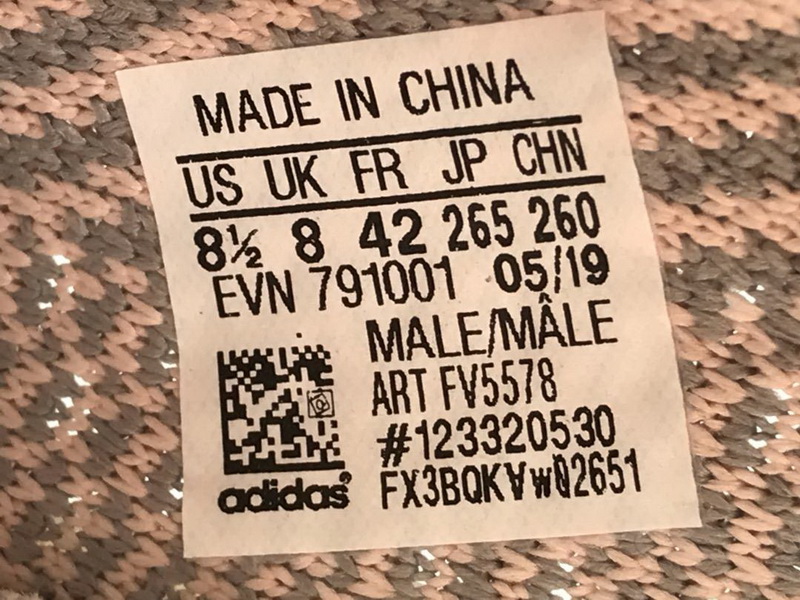 MADE IN CHINA
US UK FR JP CHN
8½ 8 42 265 260
EVN 791001 05/19
MALE/MÂLE
ART FV5578
#123320530
FX3BQKVw02651
adidas